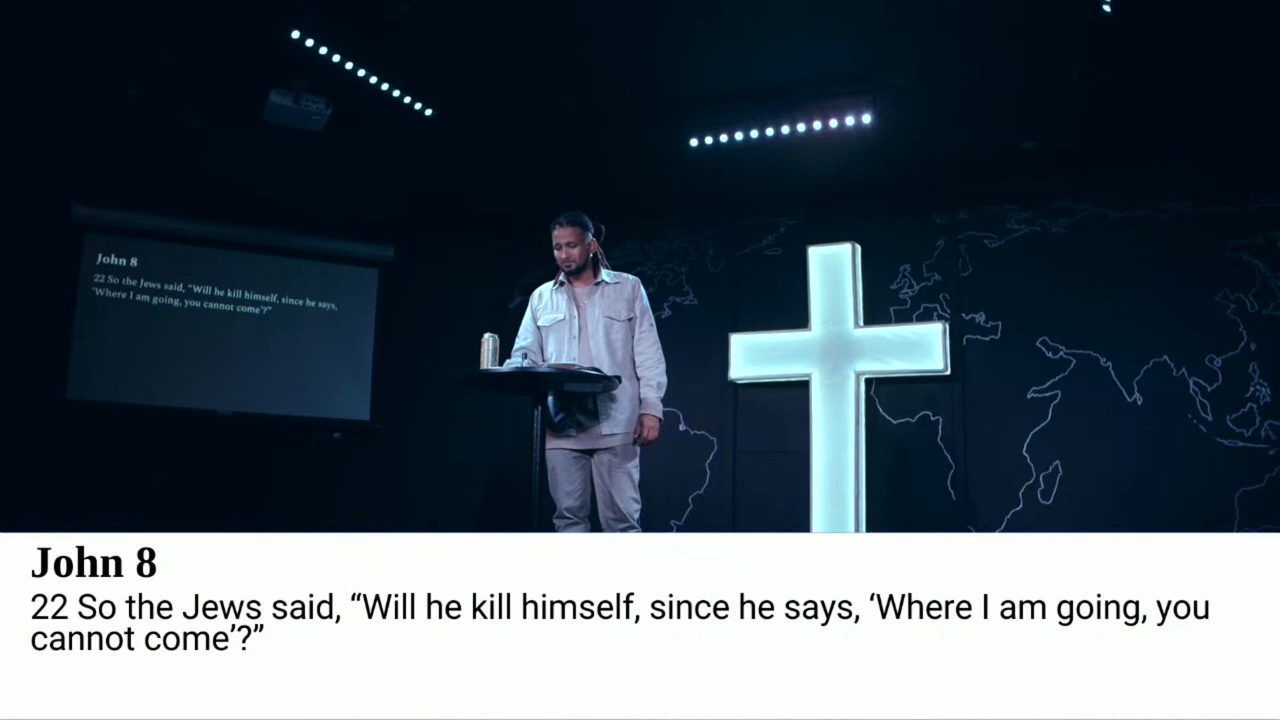 John 8
22 So the Jews said, “Will he kill himself, since he says,
‘Where I am going, you cannot come’?”
John 8
22 So the Jews said, “Will he kill himself, since he says, ‘Where I am going, you
cannot come’?”